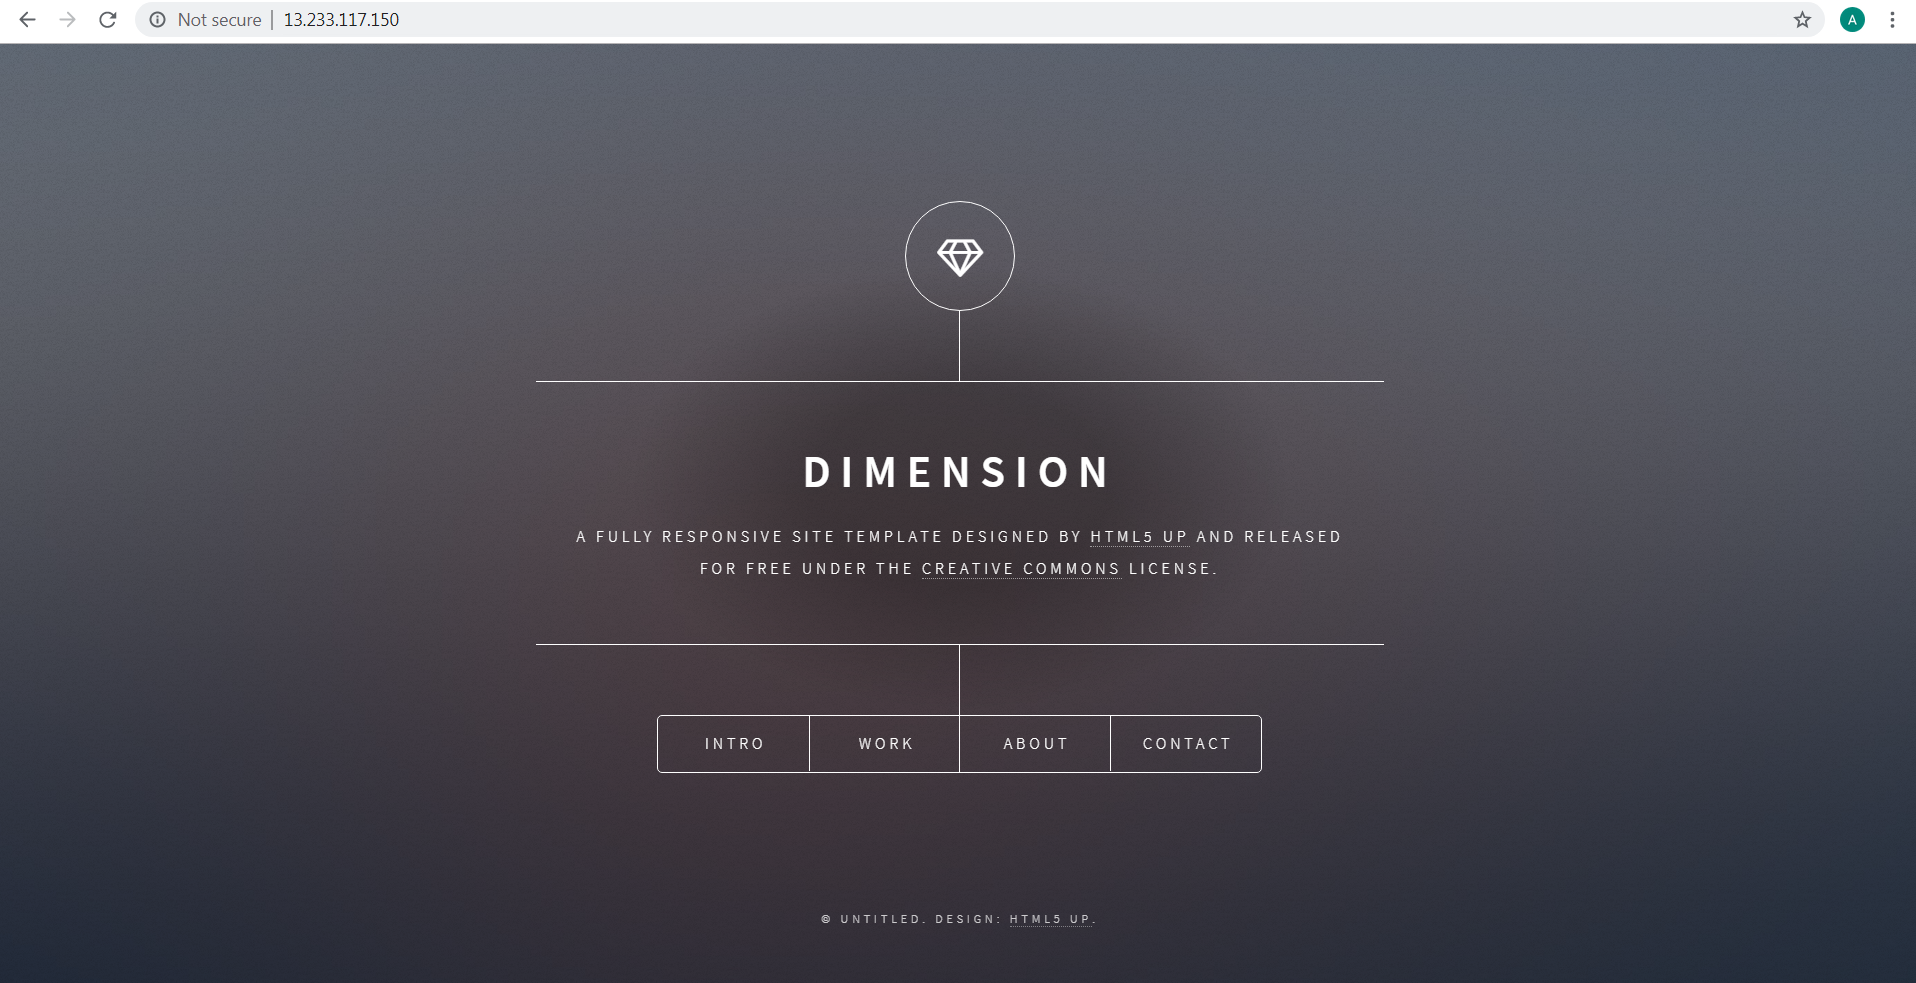 Not secure | 13.233.117.150
A
DIMENSION
A FULLY RESPONSIVE SITE TEMPLATE DESIGNED BY HTML5 UP AND RELEASED
FOR FREE UNDER THE CREATIVE COMMONS LICENSE.
INTRO WORK ABOUT CONTACT
© UNTITLED. DESIGN: HTML5 UP.